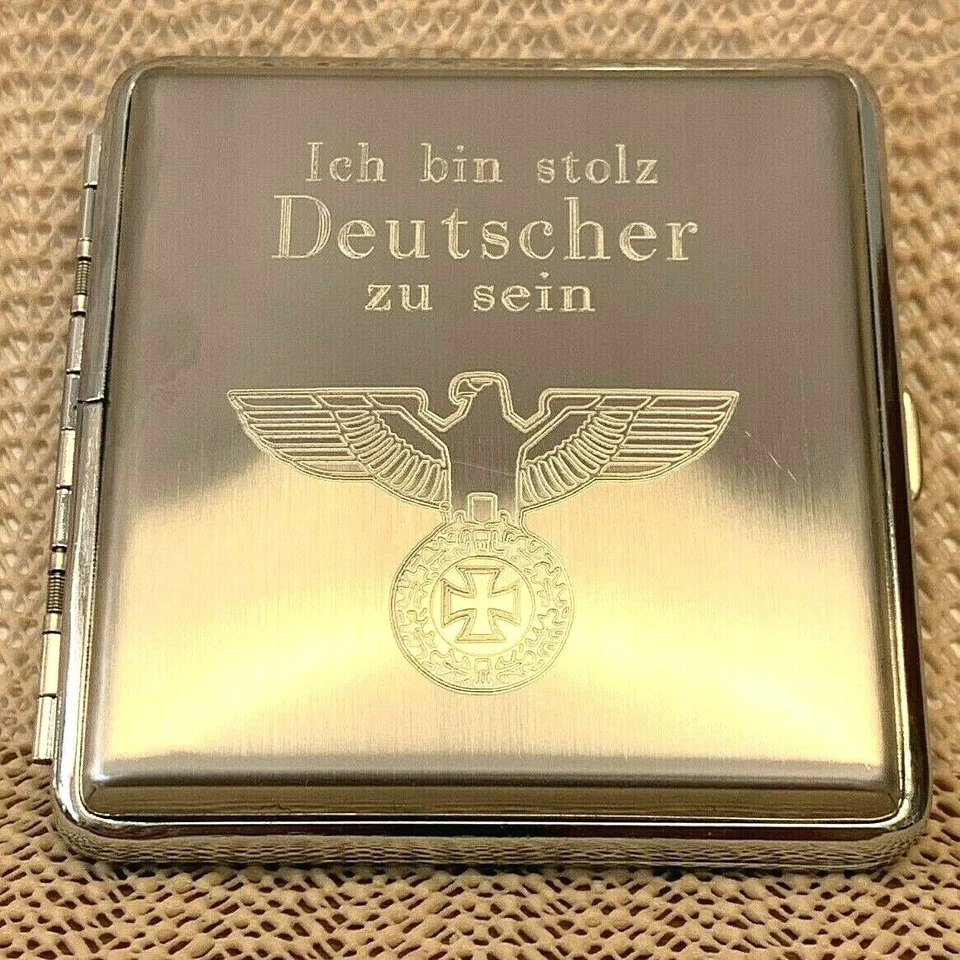 Ich bin stolz
Deutscher
zu sein